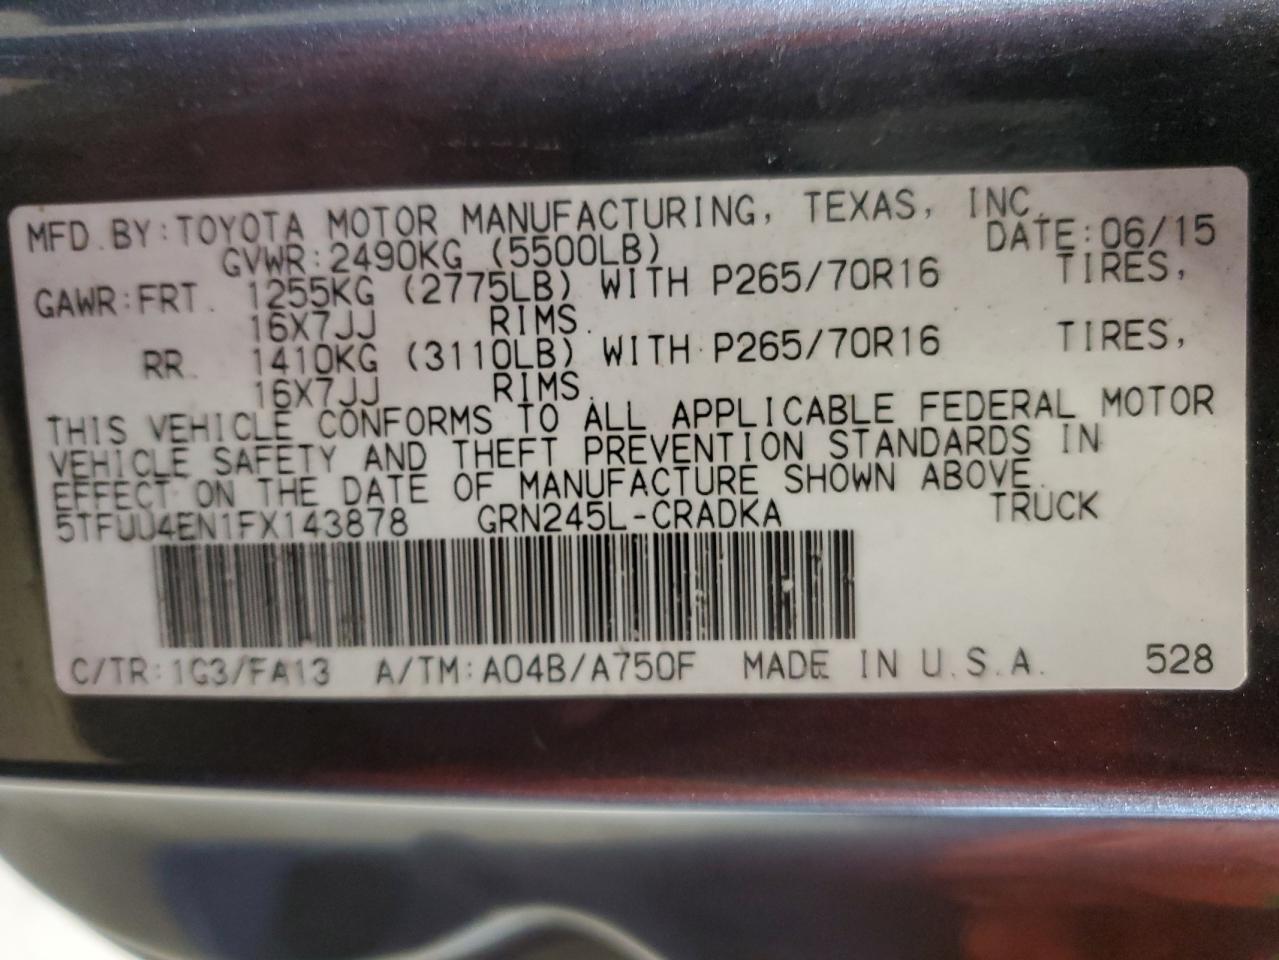 MFD. BY: TOYOTA MOTOR MANUFACTURING, TEXAS, INC.
GVWR: 2490KG (5500LB) DATE: 06/15
GAWR: FRT. 1255KG (2775LB) WITH P265/70R16 TIRES,
16X7JJ RIMS.
RR. 1410KG (3110LB) WITH P265/70R16 TIRES,
16X7JJ RIMS.
THIS VEHICLE CONFORMS TO ALL APPLICABLE FEDERAL MOTOR
VEHICLE SAFETY AND THEFT PREVENTION STANDARDS IN
EFFECT ON THE DATE OF MANUFACTURE SHOWN ABOVE.
5TFUU4EN1FX143878 GRN245L-CRADKA TRUCK
C/TR: 1G3/FA13 A/TM: A04B/A750F MADE IN U.S.A. 528